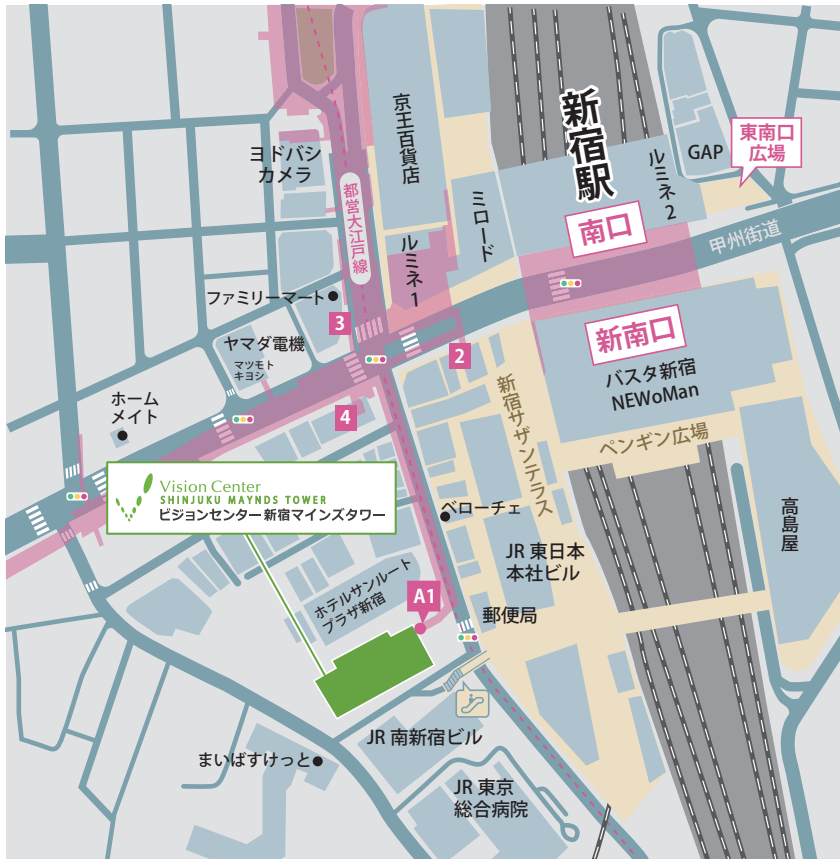 新宿駅
京王百貨店
ヨドバシ
カメラ
都営大江戸線
ルミネ1
ミロード
ルミネ2
GAP
東南口
広場
南口
甲州街道
ファミリーマート
3
ヤマダ電機
マツモト
キヨシ
2
4
新南口
バスタ新宿
NEWoMan
ホーム
メイト
新宿サザンテラス
ペンギン広場
Vision Center
SHINJUKU MAYNDS TOWER
ビジョンセンター新宿マインズタワー
ベローチェ
高島屋
JR 東日本
本社ビル
ホテルサンルート
プラザ新宿
A1
郵便局
JR 南新宿ビル
まいばすけっと
JR 東京
総合病院